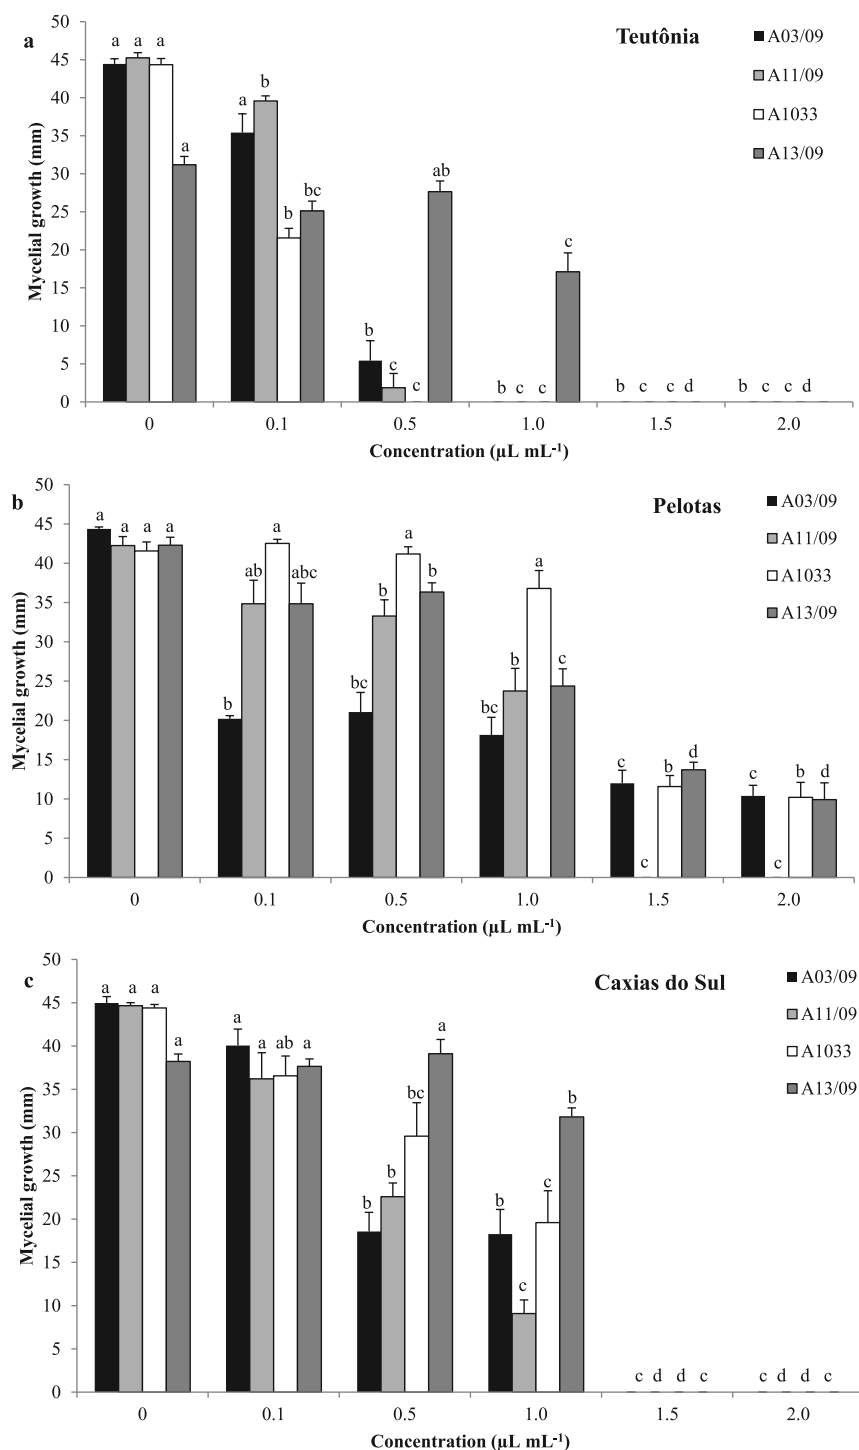 a
Teutônia
A03/09
A11/09
A1033
A13/09
Mycelial growth (mm)
50
45
40
35
30
25
20
15
10
5
0
a a a a
a b b bc
b c c ab
b c c c
b c c d
b c c d
0 0.1 0.5 1.0 1.5 2.0
Concentration (µL mL-1)
b
Pelotas
A03/09
A11/09
A1033
A13/09
Mycelial growth (mm)
50
45
40
35
30
25
20
15
10
5
0
a a a a
b ab a abc
bc b a b
bc b a c
c c b d
c c b d
0 0.1 0.5 1.0 1.5 2.0
Concentration (µL mL-1)
c
Caxias do Sul
A03/09
A11/09
A1033
A13/09
Mycelial growth (mm)
50
45
40
35
30
25
20
15
10
5
0
a a a a
a a ab a
b b bc a
b c c b
c d d c
c d d c
0 0.1 0.5 1.0 1.5 2.0
Concentration (µL mL-1)